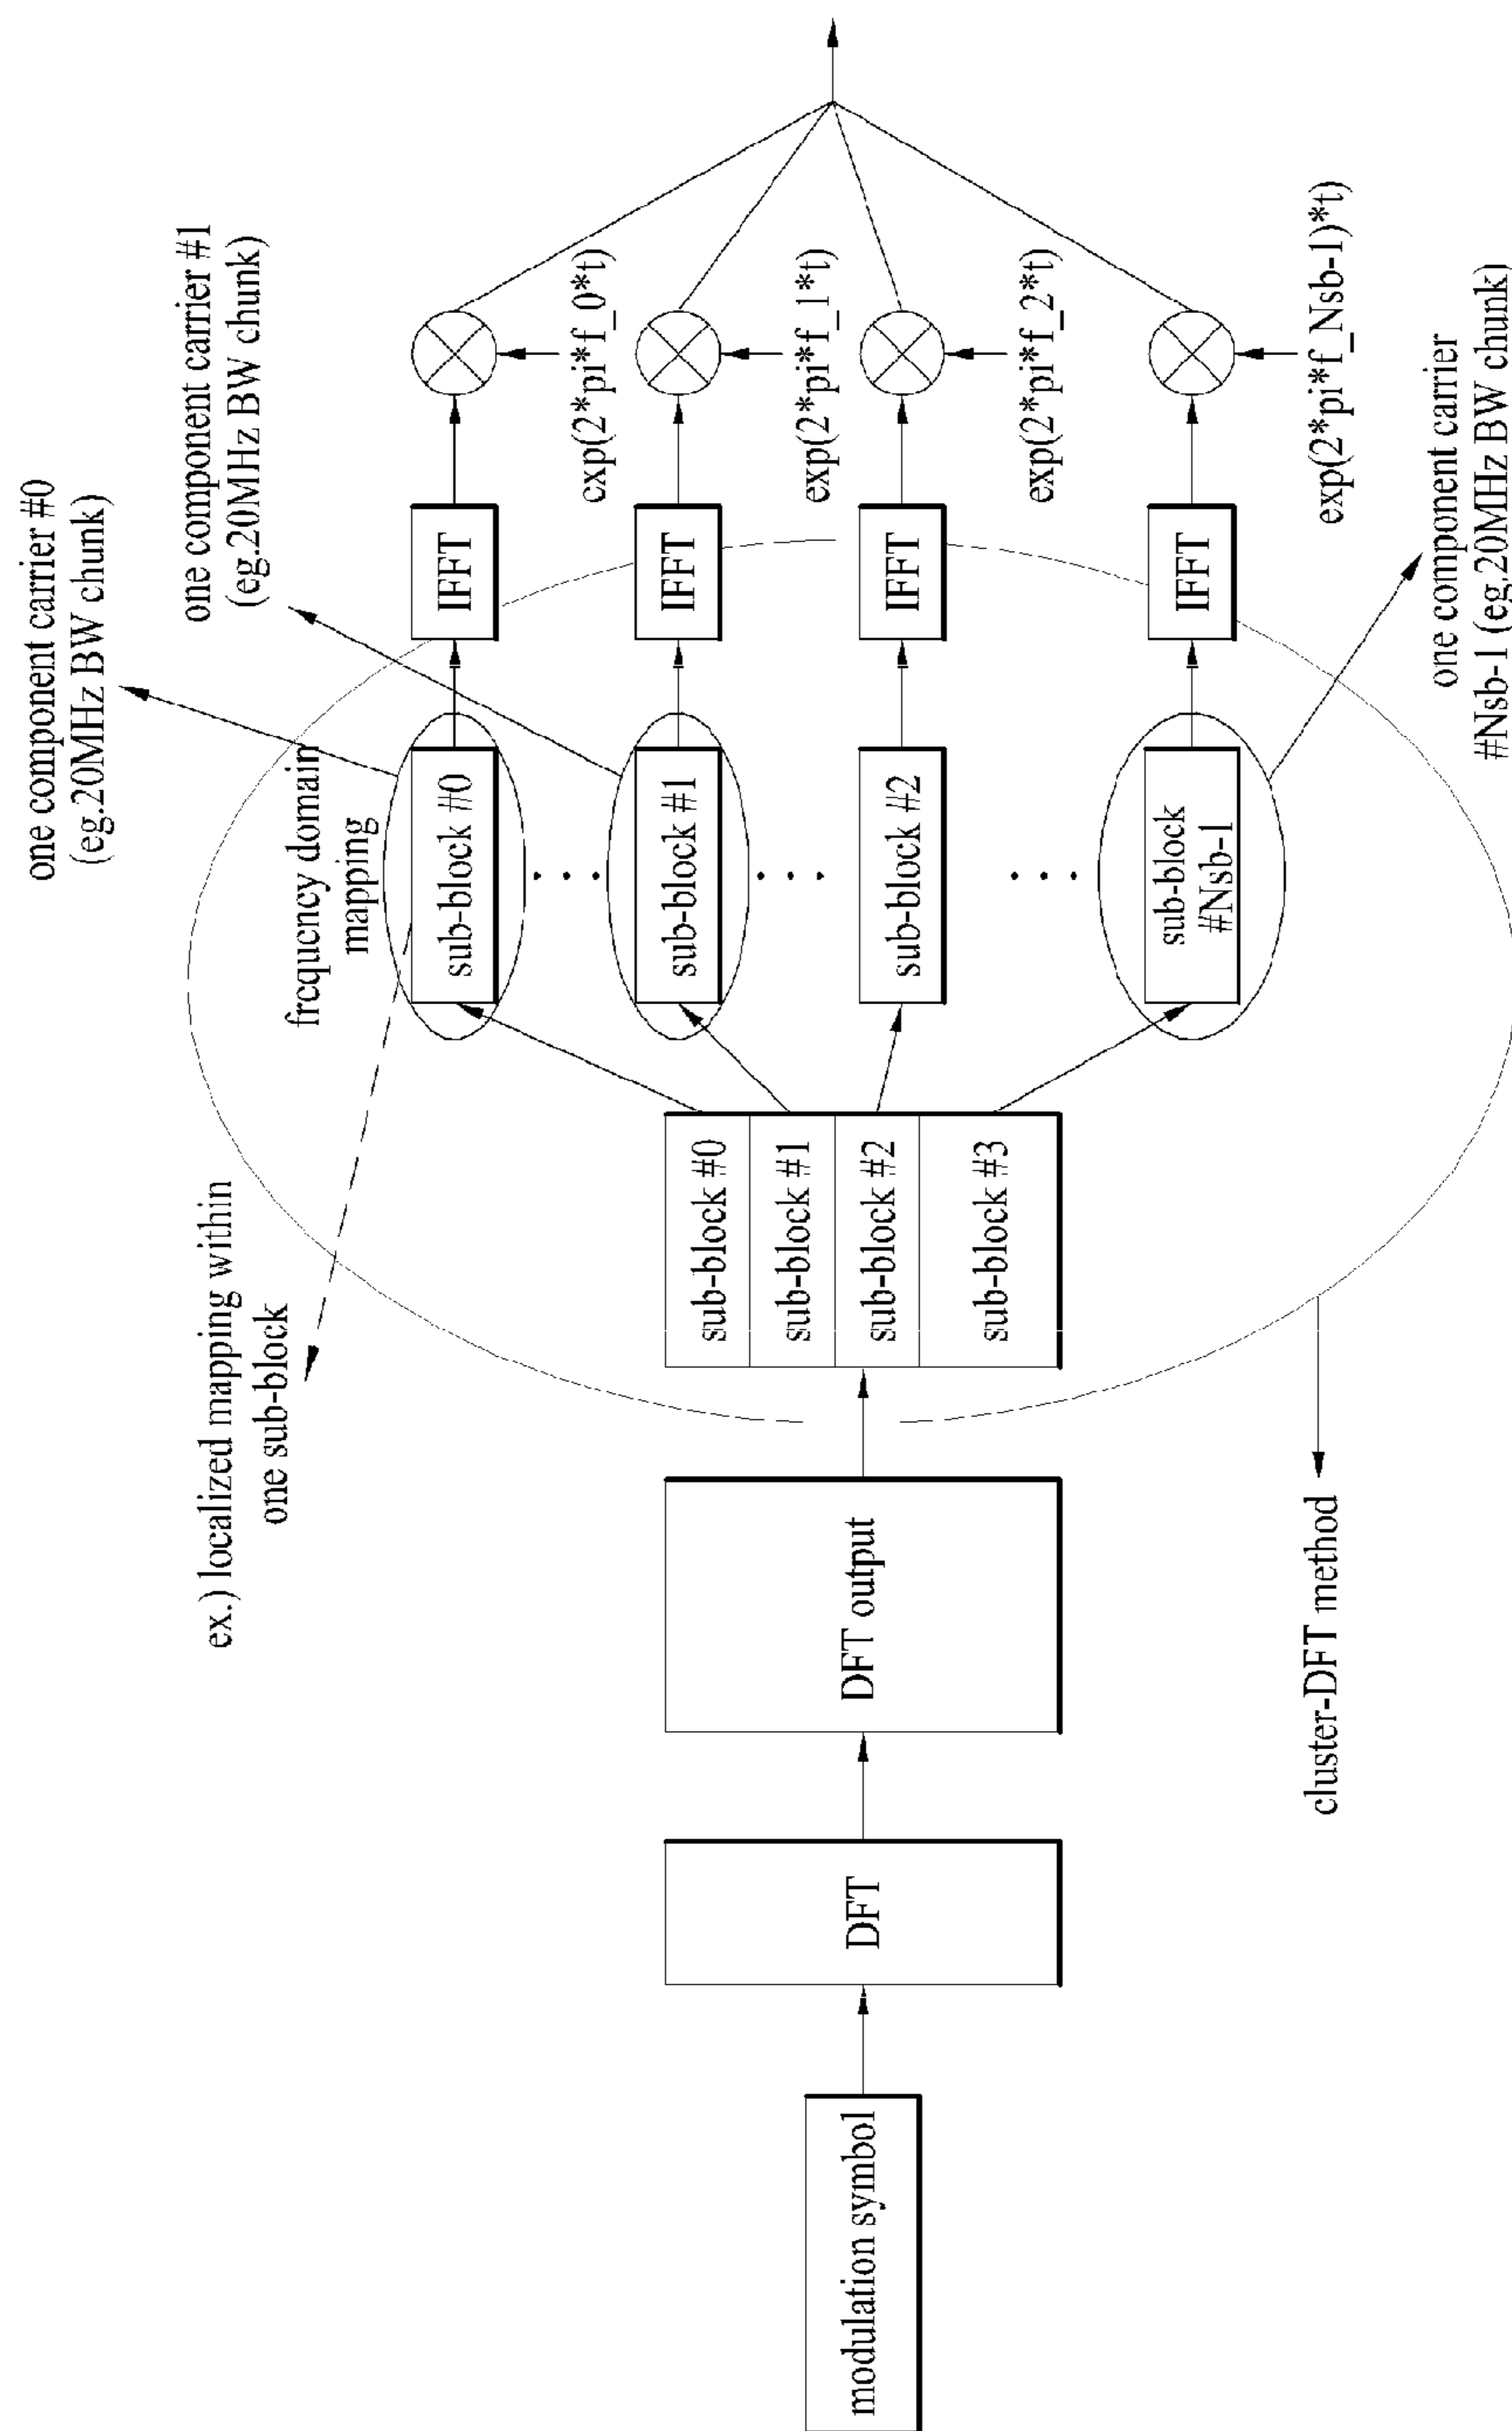 modulation symbol
DFT
DFT output
sub-block #0
sub-block #1
sub-block #2
sub-block #3
cluster-DFT method
ex.) localized mapping within
one sub-block
frequency domain
mapping
sub-block #0
sub-block #1
sub-block #2
sub-block
#Nsb-1
one component carrier #0
(eg.20MHz BW chunk)
one component carrier #1
(eg.20MHz BW chunk)
one component carrier
#Nsb-1 (eg.20MHz BW chunk)
IFFT
IFFT
IFFT
IFFT
exp(2*pi*f_0*t)
exp(2*pi*f_1*t)
exp(2*pi*f_2*t)
exp(2*pi*f_Nsb-1)*t)